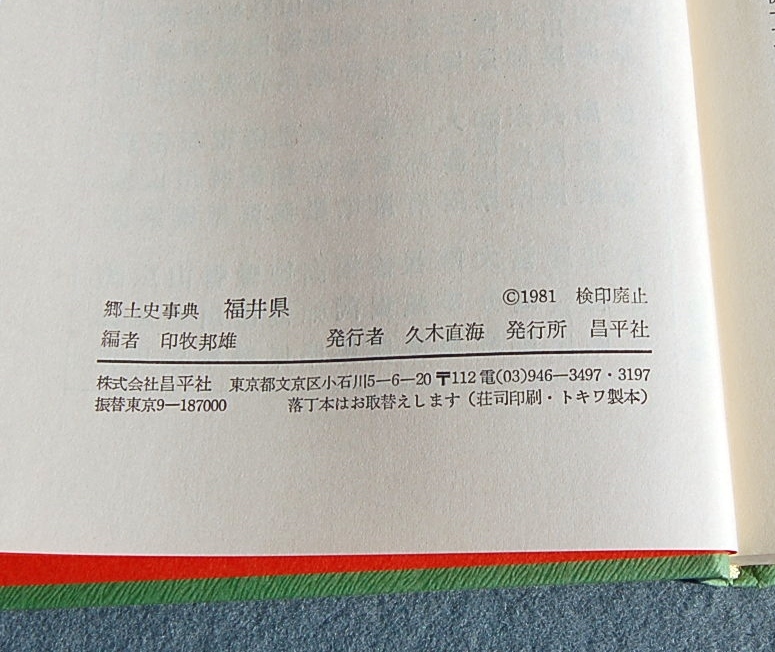 郷土史事典　福井県　©1981　検印廃止
編者　印牧邦雄　発行者　久木直海　発行所　昌平社
株式会社昌平社　東京都文京区小石川5—6—20 〒112 電(03)946—3497・3197
振替東京9—187000　落丁本はお取替えします（荘司印刷・トキワ製本）